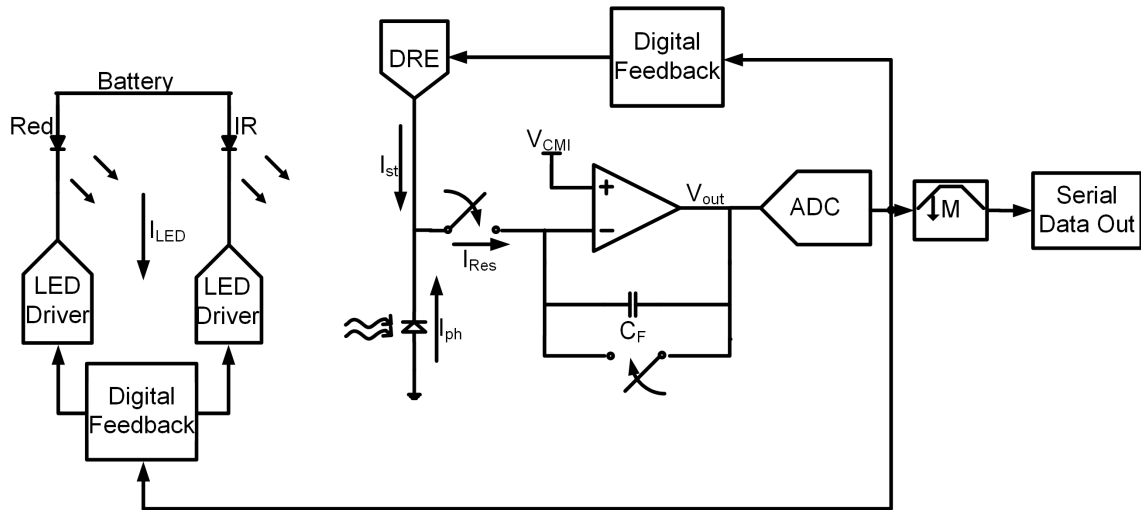 Battery
Red
IR
I_LED
LED
Driver
LED
Driver
Digital
Feedback
DRE
Digital
Feedback
I_st
V_CMI
+
−
V_out
I_Res
I_ph
C_F
ADC
M
Serial
Data Out